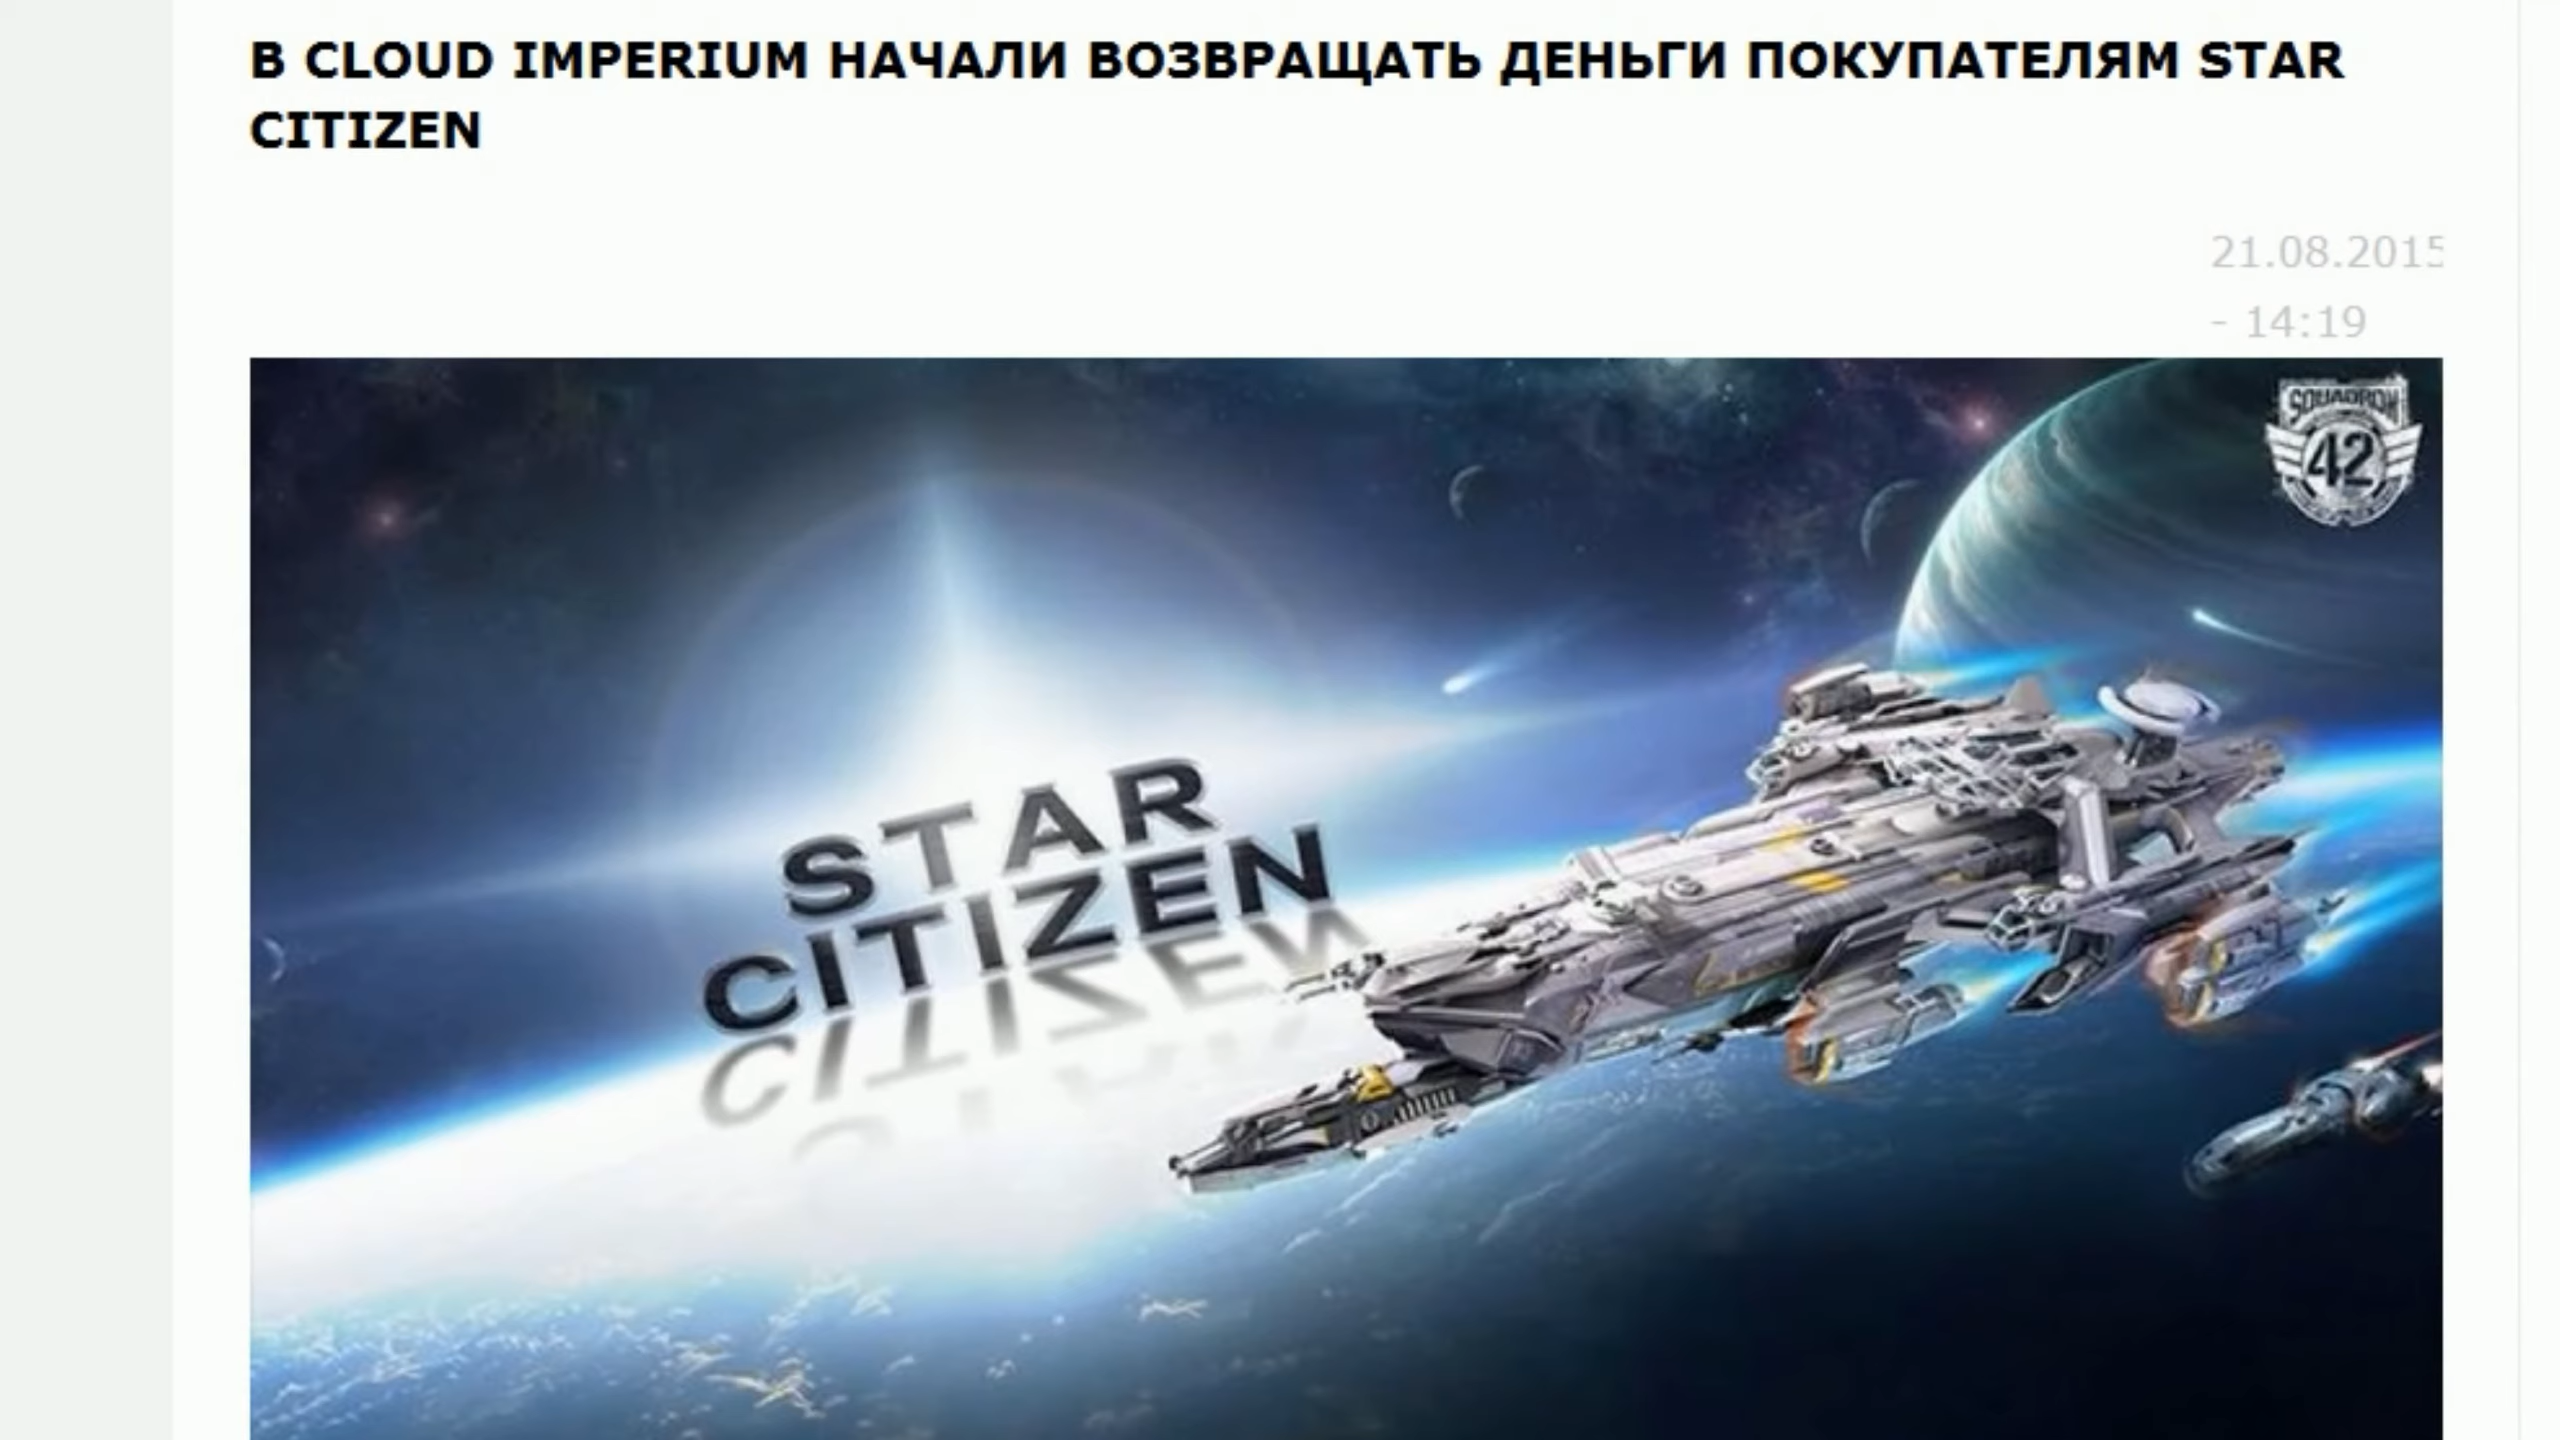 В CLOUD IMPERIUM НАЧАЛИ ВОЗВРАЩАТЬ ДЕНЬГИ ПОКУПАТЕЛЯМ STAR
CITIZEN
21.08.2015
- 14:19
SQUADRON
42
STAR
CITIZEN